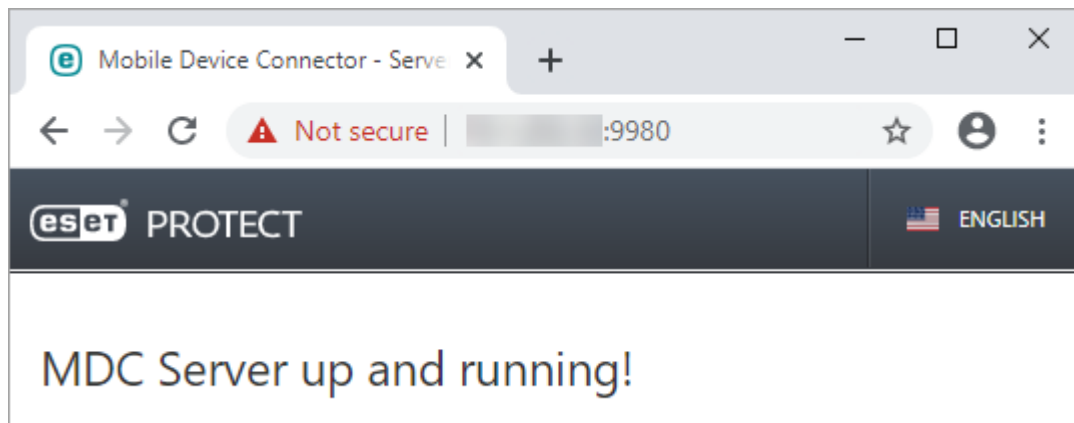 Mobile Device Connector - Serve
Not secure | :9980
eset PROTECT
ENGLISH
MDC Server up and running!